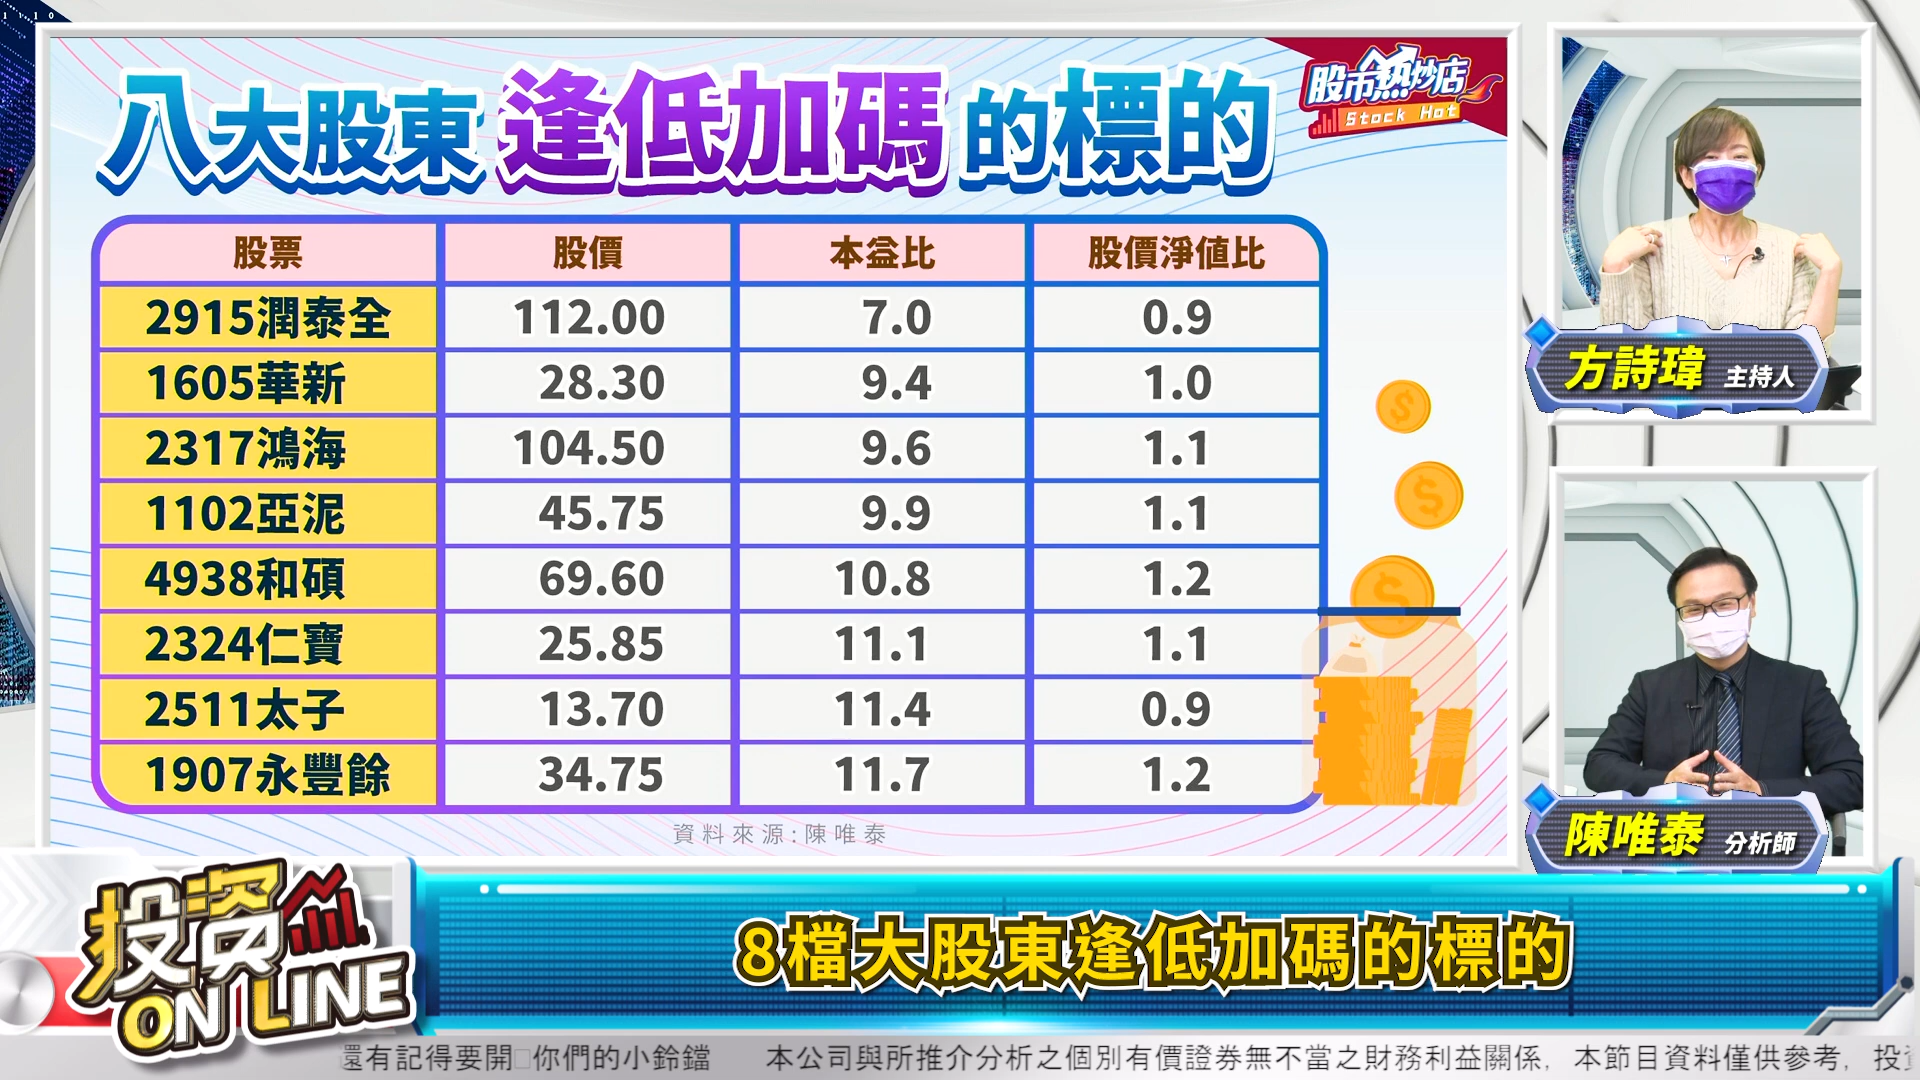 八大股東逢低加碼的標的
股市熱炒店
Stock Hot
股票 股價 本益比 股價淨值比
2915潤泰全 112.00 7.0 0.9
1605華新 28.30 9.4 1.0
2317鴻海 104.50 9.6 1.1
1102亞泥 45.75 9.9 1.1
4938和碩 69.60 10.8 1.2
2324仁寶 25.85 11.1 1.1
2511太子 13.70 11.4 0.9
1907永豐餘 34.75 11.7 1.2
資料來源:陳唯泰
方詩瑋 主持人
陳唯泰 分析師
投資
ON LINE
8檔大股東逢低加碼的標的
還有記得要開□你們的小鈴鐺 本公司與所推介分析之個別有價證券無不當之財務利益關係, 本節目資料僅供參考, 投